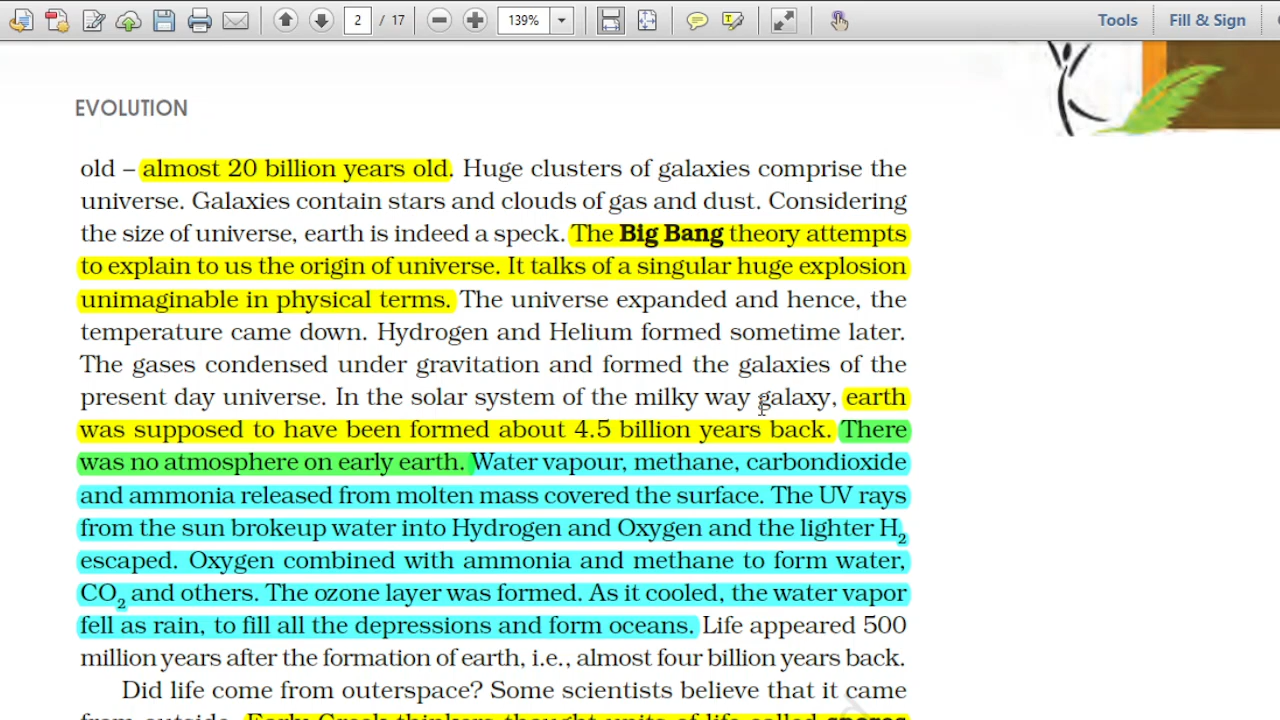 2 / 17
139%
Tools
Fill & Sign
EVOLUTION
old – almost 20 billion years old. Huge clusters of galaxies comprise the
universe. Galaxies contain stars and clouds of gas and dust. Considering
the size of universe, earth is indeed a speck. The Big Bang theory attempts
to explain to us the origin of universe. It talks of a singular huge explosion
unimaginable in physical terms. The universe expanded and hence, the
temperature came down. Hydrogen and Helium formed sometime later.
The gases condensed under gravitation and formed the galaxies of the
present day universe. In the solar system of the milky way galaxy, earth
was supposed to have been formed about 4.5 billion years back. There
was no atmosphere on early earth. Water vapour, methane, carbondioxide
and ammonia released from molten mass covered the surface. The UV rays
from the sun brokeup water into Hydrogen and Oxygen and the lighter H₂
escaped. Oxygen combined with ammonia and methane to form water,
CO₂ and others. The ozone layer was formed. As it cooled, the water vapor
fell as rain, to fill all the depressions and form oceans. Life appeared 500
million years after the formation of earth, i.e., almost four billion years back.
Did life come from outerspace? Some scientists believe that it came
from outside. Early Greek thinkers thought units of life called spores